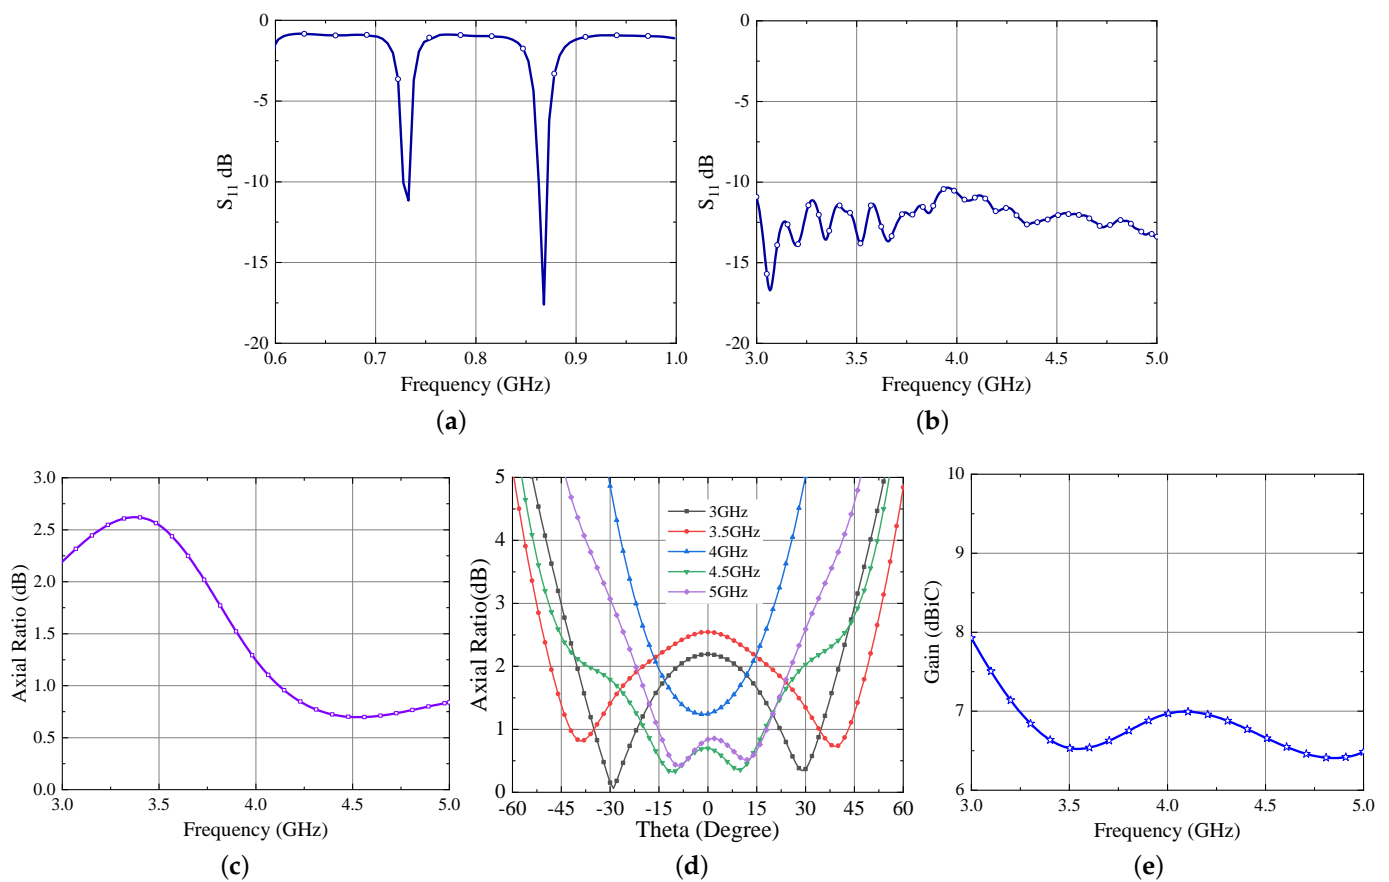 0
-5
-10
-15
-20
S11 dB
0.6 0.7 0.8 0.9 1.0
Frequency (GHz)
(a)
0
-5
-10
-15
-20
S11 dB
3.0 3.5 4.0 4.5 5.0
Frequency (GHz)
(b)
3.0
2.5
2.0
1.5
1.0
0.5
0.0
Axial Ratio (dB)
3.0 3.5 4.0 4.5 5.0
Frequency (GHz)
(c)
5
4
3
2
1
0
Axial Ratio(dB)
3GHz
3.5GHz
4GHz
4.5GHz
5GHz
-60 -45 -30 -15 0 15 30 45 60
Theta (Degree)
(d)
10
9
8
7
6
Gain (dBiC)
3.0 3.5 4.0 4.5 5.0
Frequency (GHz)
(e)